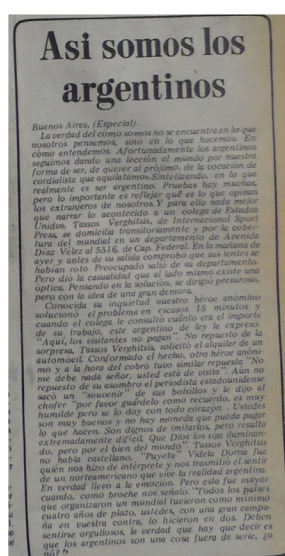 Asi somos los
argentinos
Buenos Aires, (Especial).
La verdad del cómo somos no se encuentra en lo que
nosotros pensemos, sino en lo que hacemos. En
cómo entendemos. Afortunadamente los argentinos
seguimos dando una lección al mundo por nuestra
forma de ser, de querer al prójimo, de la vocación de
cordialista que aquilatamos. Sintetizando, en lo que
realmente es ser argentino. Pruebas hay muchas,
pero lo importante es reflejar qué es lo que opinan
los extranjeros de nosotros. Y para ello nada mejor
que narrar lo acontecido a un colega de Estados
Unidos. Tassos Verghitsis, de Internacional Sport
Press, se domicilia transitoriamente y por la cober-
tura del mundial en un departamento de Avenida
Díaz Vélez al 5516, de Cap. Federal. En la mañana de
ayer y antes de su salida comprobó que sus lentes se
habían roto Preocupado salió de su departamento.
Pero dió la casualidad que al lado mismo existe una
óptica. Pensando en la solución, se dirigió presuroso,
pero con la idea de una gran demora.
Conocida su inquietud nuestro héroe anónimo
solucionó el problema en escasos 15 minutos y
cuando el colega le consultó cuánto era el importe
de su trabajo, este argentino de ley le expresó:
"Aquí, los visitantes no pagan". No repuesto de la
sorpresa, Tassos Verghitsis, solicitó el alquiler de un
automóvil. Conformado el hecho, otro héroe anóni-
mo y a la hora del cobro tuvo similar repuesta "No
me debe nada señor, usted está de visita". Aún no
repuesto de su asombro el periodista estadounidense
sacó un "souvenir" de sus bolsillos y le dijo al
chofer "por favor guárdelo como recuerdo, es muy
humilde pero se lo doy con todo corazón . Ustedes
son muy buenos y no hay moneda que pueda pagar
lo que hacen. Son dignos de imitarlos, pero resulta
extremadamente difícil. Que Dios los siga iluminan-
do, pero por el bien del mundo". Tassos Verghitsis
no habla castellano. "Puyeta" Videla Dorna fue
quién nos hizo de intérprete y nos trasmitió el sentir
de un norteamericano que vive la realidad argentina.
En verdad llevó a la emoción. Pero esta fue mayor
cuando, como broche nos señaló: "Todos los países
que organizaron un mundial tuvieron como mínimo
cuatro años de plazo, ustedes, con una gran campa-
ña en vuestra contra, lo hicieron en dos. Deben
sentirse orgullosos, la verdad que hay que decir es
que los argentinos son una cosa fuera de serie, ¿o
no? "